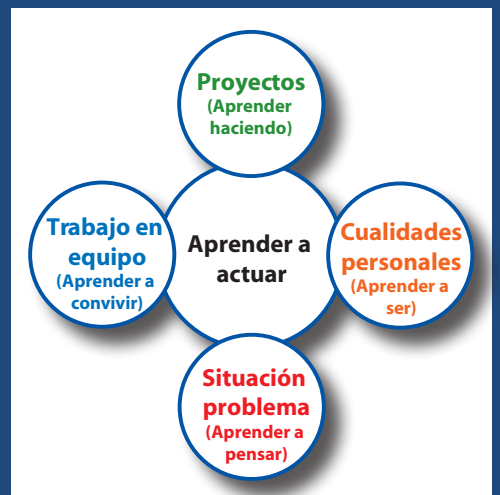 Proyectos
(Aprender
haciendo)
Trabajo en
equipo
(Aprender a
convivir)
Aprender a
actuar
Cualidades
personales
(Aprender a
ser)
Situación
problema
(Aprender a
pensar)